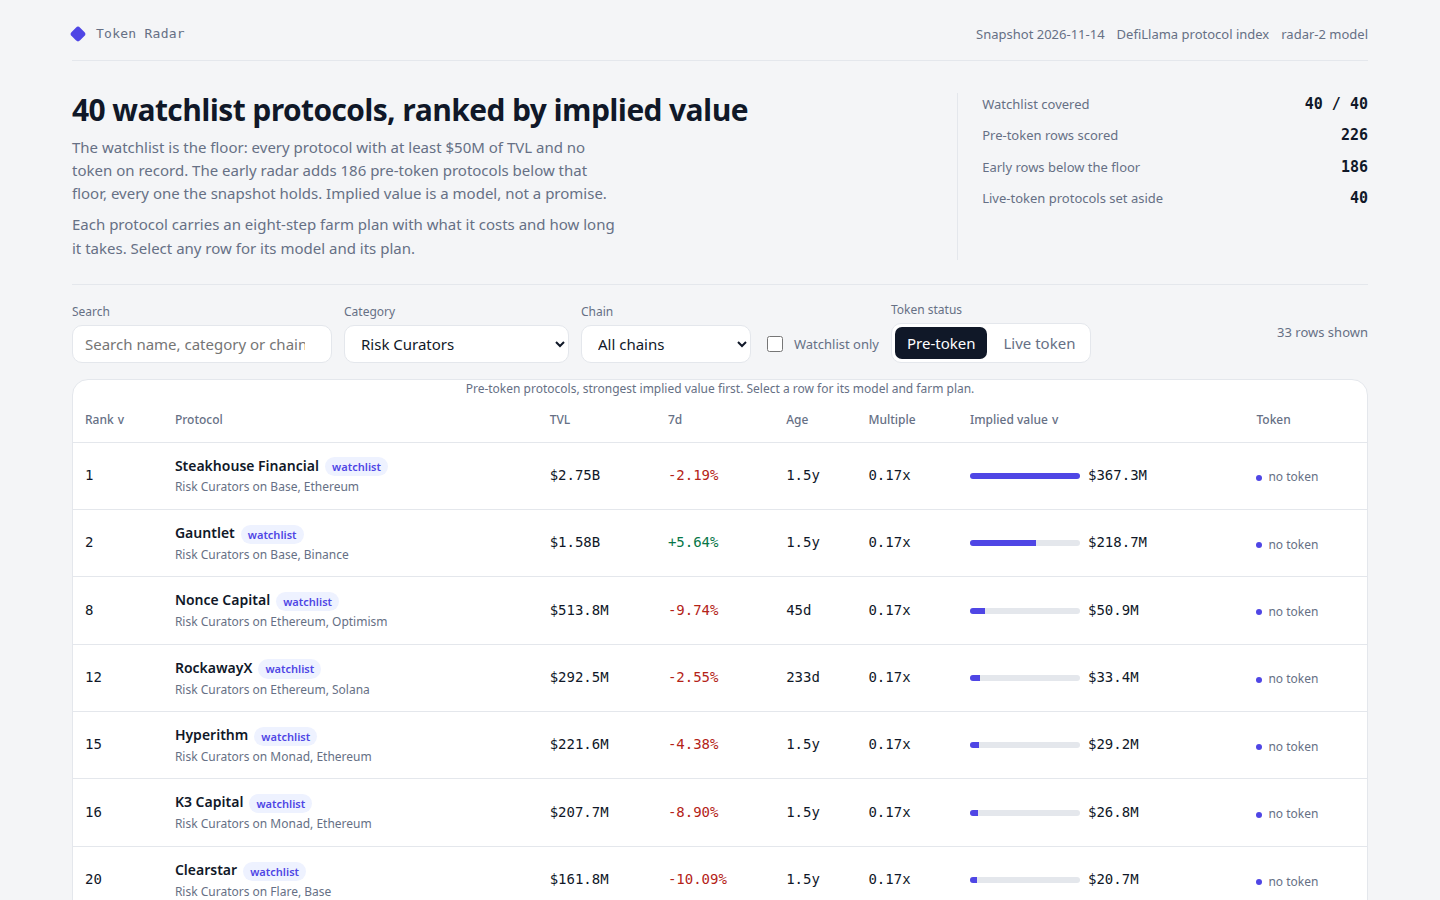 Token Radar
Snapshot 2026-11-14 DefiLlama protocol index radar-2 model
40 watchlist protocols, ranked by implied value
The watchlist is the floor: every protocol with at least $50M of TVL and no
token on record. The early radar adds 186 pre-token protocols below that
floor, every one the snapshot holds. Implied value is a model, not a promise.
Each protocol carries an eight-step farm plan with what it costs and how long
it takes. Select any row for its model and its plan.
Watchlist covered 40 / 40
Pre-token rows scored 226
Early rows below the floor 186
Live-token protocols set aside 40
Search Category Chain Token status
Search name, category or chain Risk Curators All chains Watchlist only Pre-token Live token 33 rows shown
Pre-token protocols, strongest implied value first. Select a row for its model and farm plan.
Rank v Protocol TVL 7d Age Multiple Implied value v Token
1 Steakhouse Financial watchlist $2.75B -2.19% 1.5y 0.17x $367.3M no token
Risk Curators on Base, Ethereum
2 Gauntlet watchlist $1.58B +5.64% 1.5y 0.17x $218.7M no token
Risk Curators on Base, Binance
8 Nonce Capital watchlist $513.8M -9.74% 45d 0.17x $50.9M no token
Risk Curators on Ethereum, Optimism
12 RockawayX watchlist $292.5M -2.55% 233d 0.17x $33.4M no token
Risk Curators on Ethereum, Solana
15 Hyperithm watchlist $221.6M -4.38% 1.5y 0.17x $29.2M no token
Risk Curators on Monad, Ethereum
16 K3 Capital watchlist $207.7M -8.90% 1.5y 0.17x $26.8M no token
Risk Curators on Monad, Ethereum
20 Clearstar watchlist $161.8M -10.09% 1.5y 0.17x $20.7M no token
Risk Curators on Flare, Base